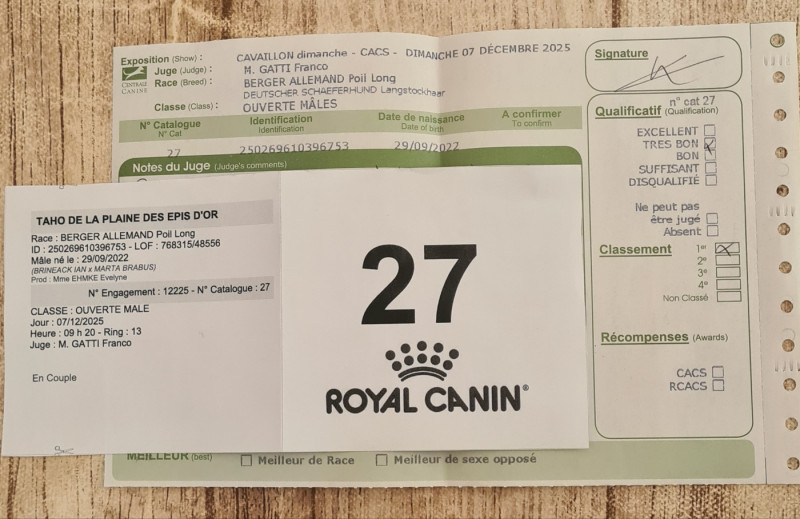 Exposition (Show) : CAVAILLON dimanche - CACS - DIMANCHE 07 DÉCEMBRE 2025
Juge (Judge) : M. GATTI Franco
Race (Breed) : BERGER ALLEMAND Poil Long
DEUTSCHER SCHAEFERHUND Langstockhaar
Classe (Class) : OUVERTE MÂLES
CENTRALE CANINE
N° Catalogue Identification Date de naissance A confirmer
N° Cat Identification Date of birth To confirm
27 250269610396753 29/09/2022
Notes du Juge (Judge's comments)
Signature
Qualificatif n° cat 27
(Qualification)
EXCELLENT
TRES BON
BON
SUFFISANT
DISQUALIFIÉ
Ne peut pas
être jugé
Absent
Classement 1er
2e
3e
4e
Non Classé
Récompenses (Awards)
CACS
RCACS
MEILLEUR (best) Meilleur de Race Meilleur de sexe opposé
TAHO DE LA PLAINE DES EPIS D'OR
Race : BERGER ALLEMAND Poil Long
ID : 250269610396753 - LOF : 768315/48556
Mâle né le : 29/09/2022
(BRINEACK IAN x MARTA BRABUS)
Prod : Mme EHMKE Evelyne
N° Engagement : 12225 - N° Catalogue : 27
CLASSE : OUVERTE MALE
Jour : 07/12/2025
Heure : 09 h 20 - Ring : 13
Juge : M. GATTI Franco
En Couple
27
ROYAL CANIN®